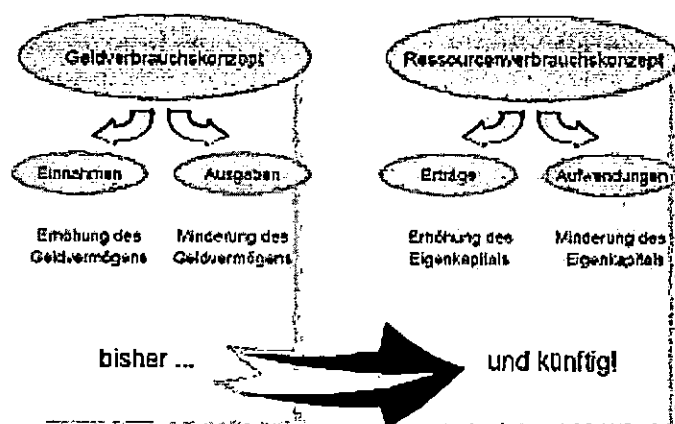 Geldverbrauchskonzept
Ressourcenverbrauchskonzept
Einnahmen
Ausgaben
Erträge
Aufwendungen
Erhöhung des
Geldvermögens
Minderung des
Geldvermögens
Erhöhung des
Eigenkapitals
Minderung des
Eigenkapitals
bisher ...
und künftig!